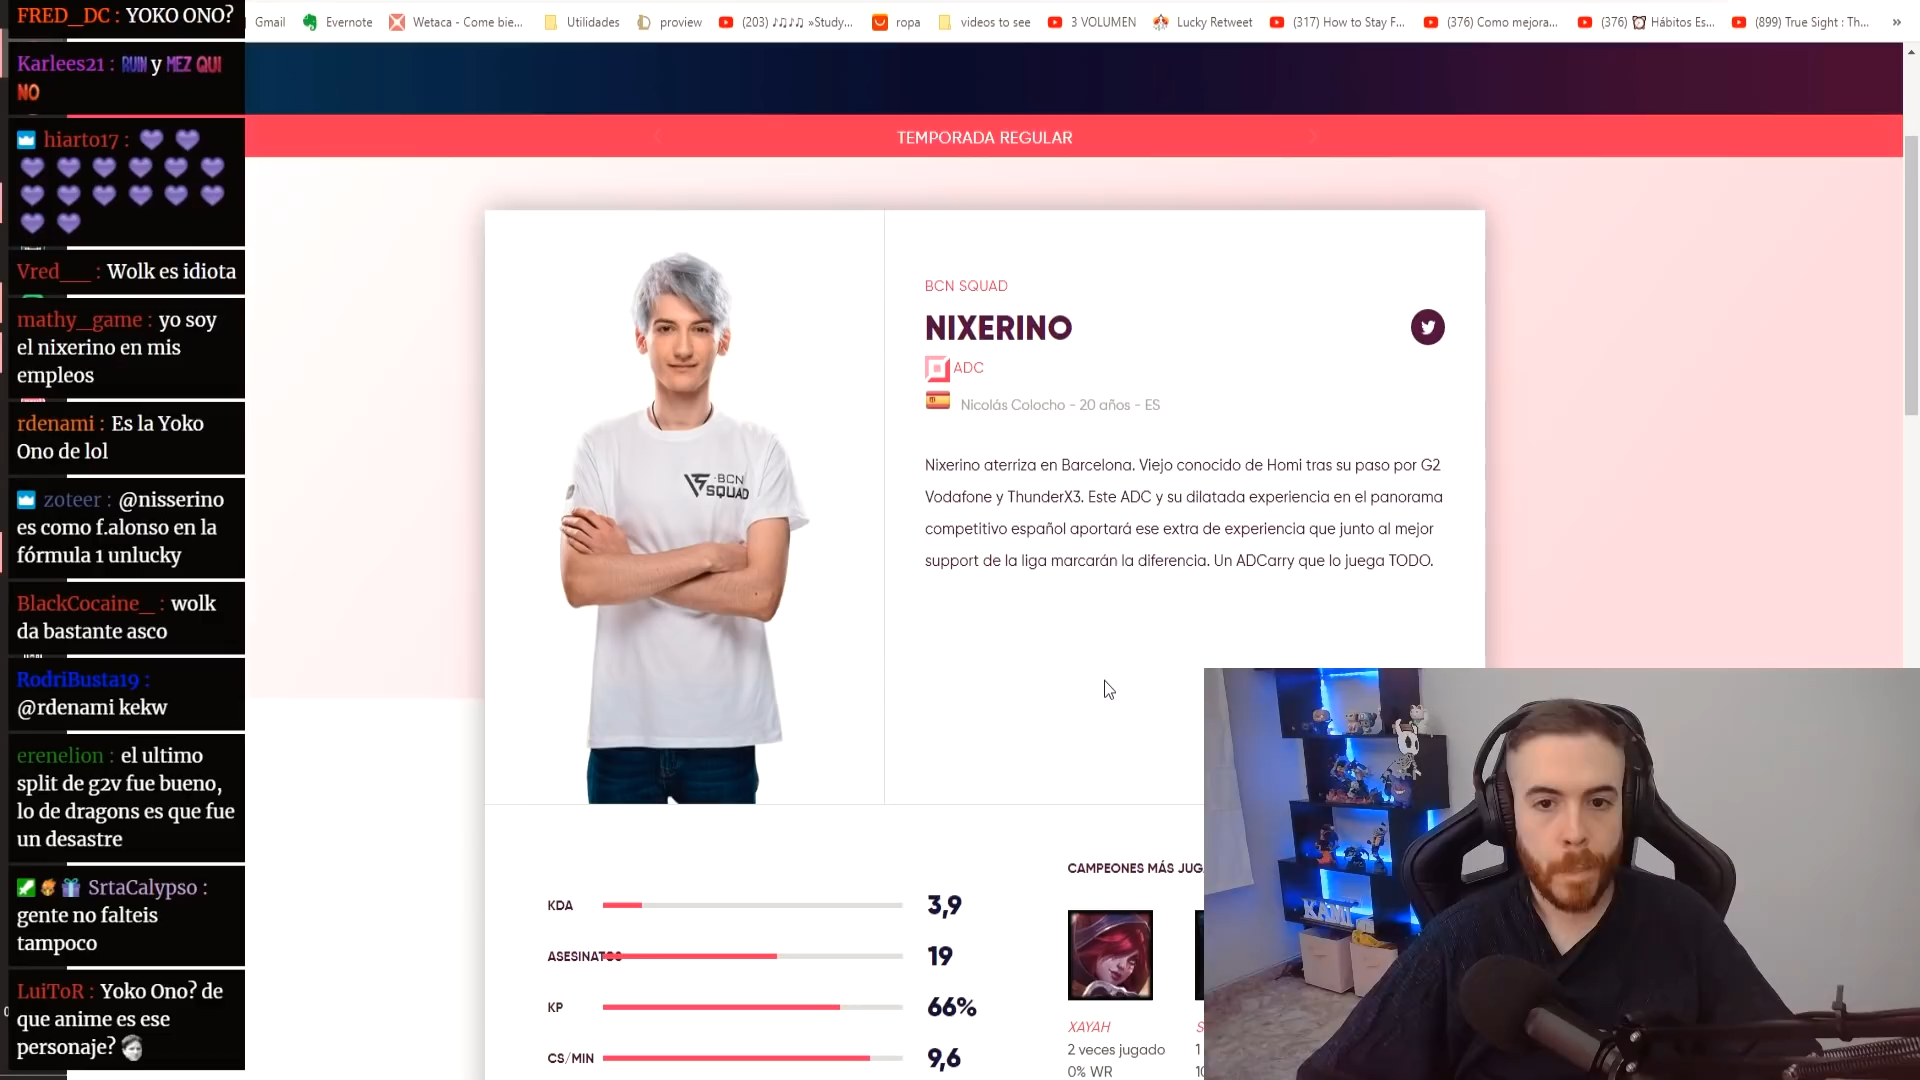 FRED_DC : YOKO ONO?
Karlees21 : RUIN y MEZ QUI
NO
hiarto17 :
Vred__ : Wolk es idiota
mathy_game : yo soy
el nixerino en mis
empleos
rdenami : Es la Yoko
Ono de lol
zoteer : @nisserino
es como f.alonso en la
fórmula 1 unlucky
BlackCocaine_ : wolk
da bastante asco
RodriBusta19 :
@rdenami kekw
erenelion : el ultimo
split de g2v fue bueno,
lo de dragons es que fue
un desastre
SrtaCalypso :
gente no falteis
tampoco
LuiToR : Yoko Ono? de
que anime es ese
personaje?
Gmail Evernote Wetaca - Come bie... Utilidades proview (203) ♫♫♫♫ »Study... ropa videos to see 3 VOLUMEN Lucky Retweet (317) How to Stay F... (376) Como mejora... (376) ⏰ Hábitos Es... (899) True Sight : Th... »
TEMPORADA REGULAR
BCN
SQUAD
BCN SQUAD
NIXERINO
ADC
Nicolás Colocho - 20 años - ES
Nixerino aterriza en Barcelona. Viejo conocido de Homi tras su paso por G2
Vodafone y ThunderX3. Este ADC y su dilatada experiencia en el panorama
competitivo español aportará ese extra de experiencia que junto al mejor
support de la liga marcarán la diferencia. Un ADCarry que lo juega TODO.
KDA 3,9
ASESINATOS 19
KP 66%
CS/MIN 9,6
CAMPEONES MÁS JUG
XAYAH
2 veces jugado
0% WR
S
1
10
KAMI